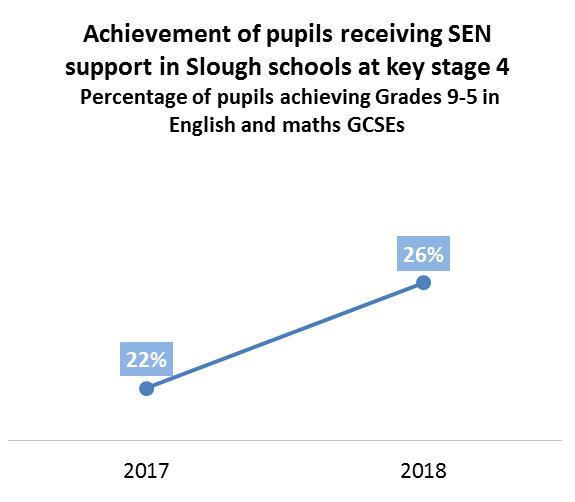 Achievement of pupils receiving SEN
support in Slough schools at key stage 4
Percentage of pupils achieving Grades 9-5 in
English and maths GCSEs
26%
22%
2017 2018